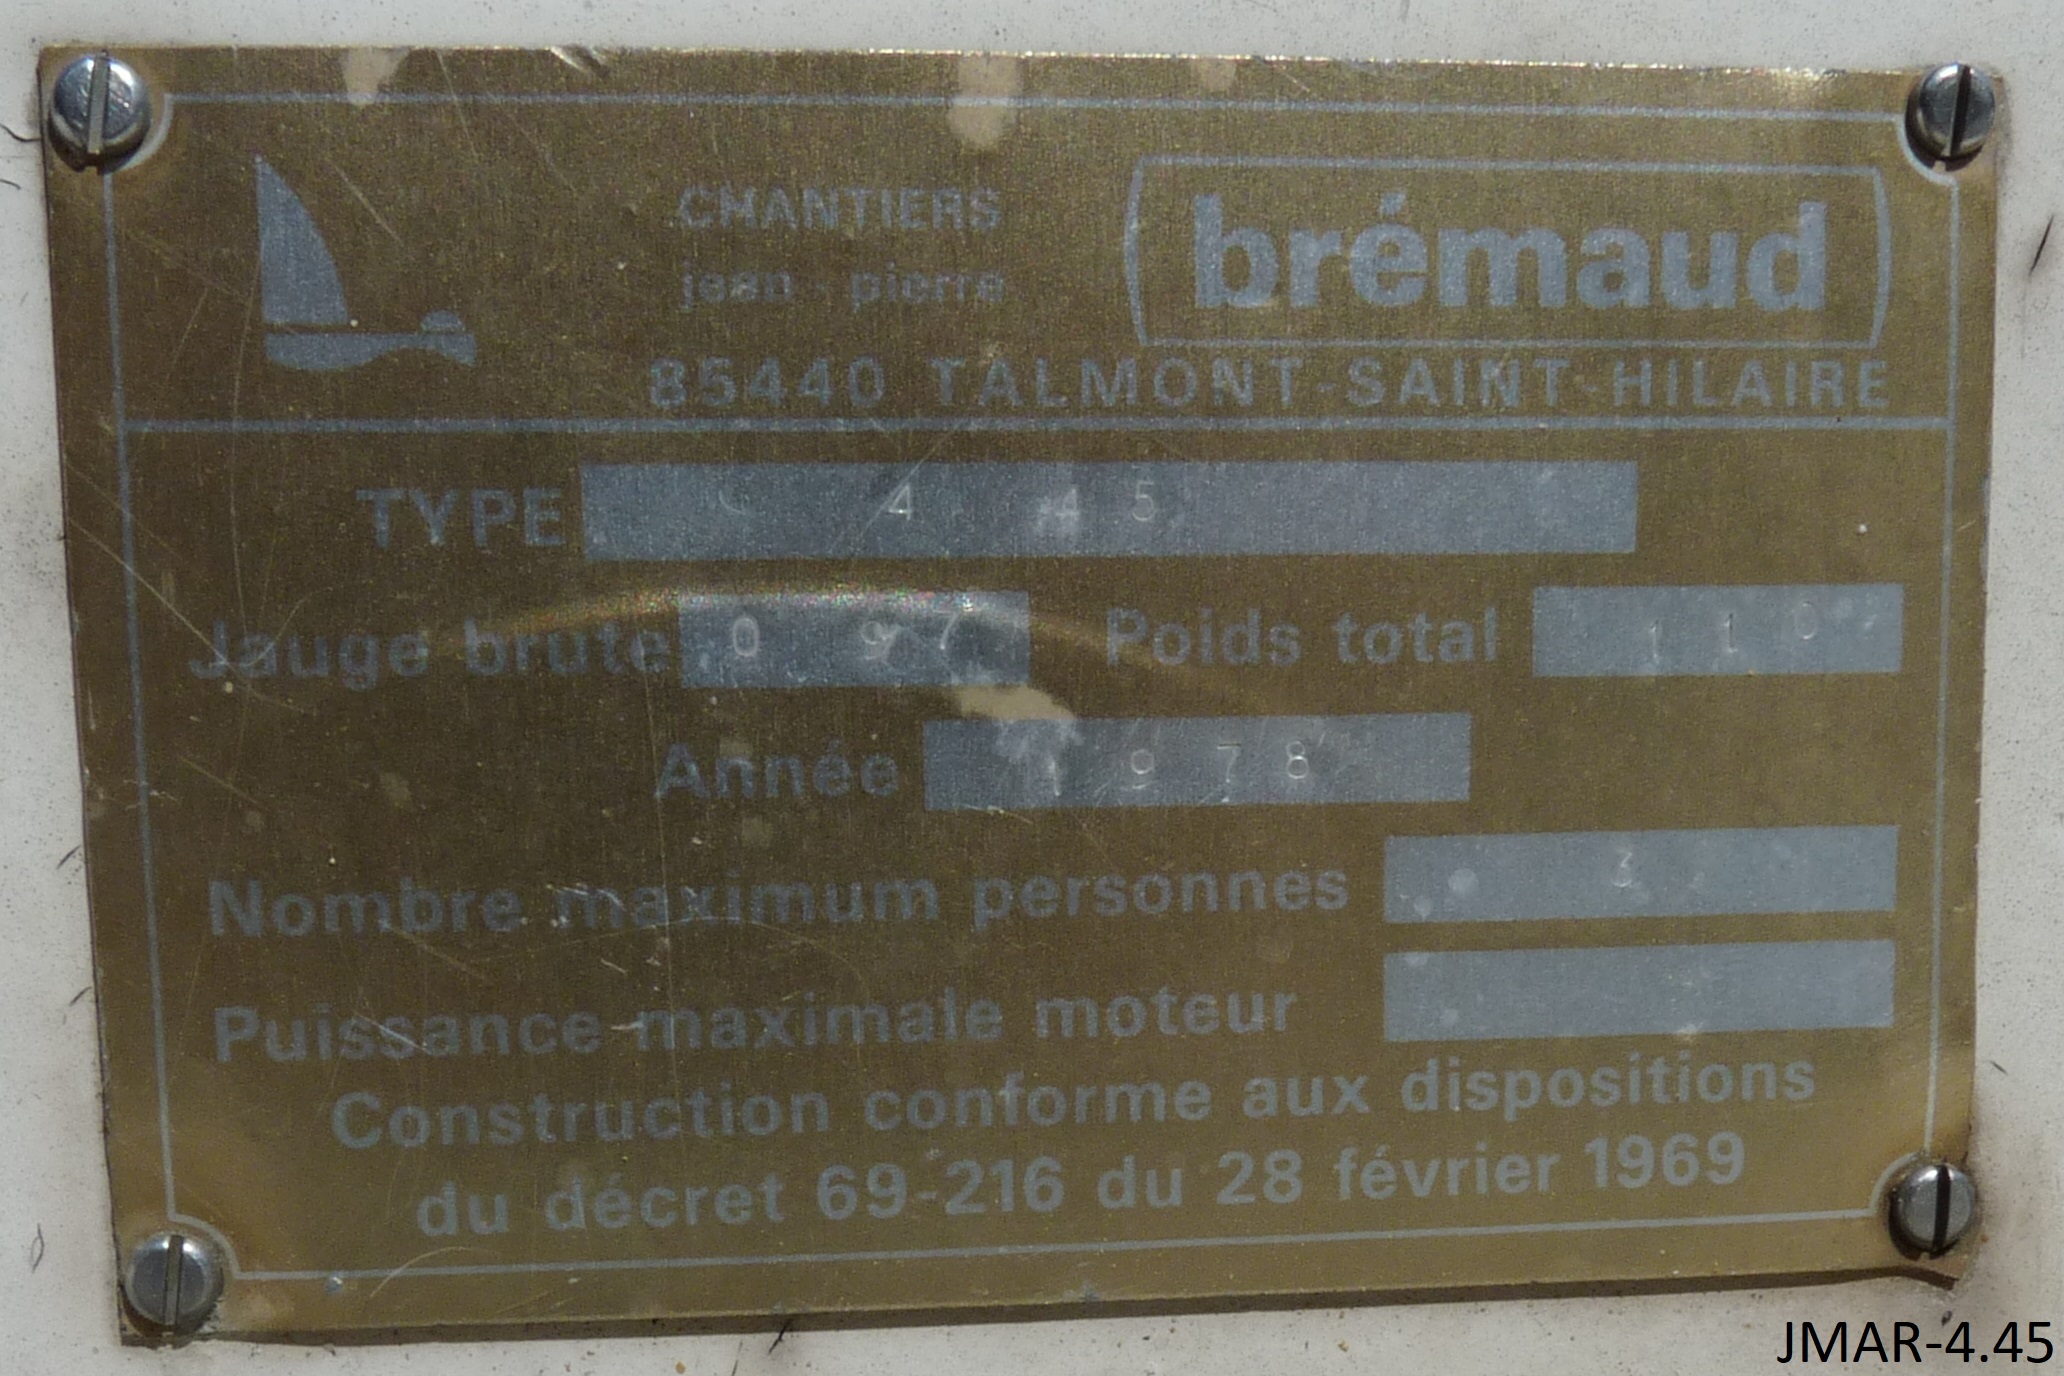 CHANTIERS
jean - pierre
brémaud
85440 TALMONT-SAINT-HILAIRE
TYPE 4 45
Jauge brute 0 97 Poids total 110
Année 1978
Nombre maximum personnes 3
Puissance maximale moteur
Construction conforme aux dispositions
du décret 69-216 du 28 février 1969
JMAR-4.45